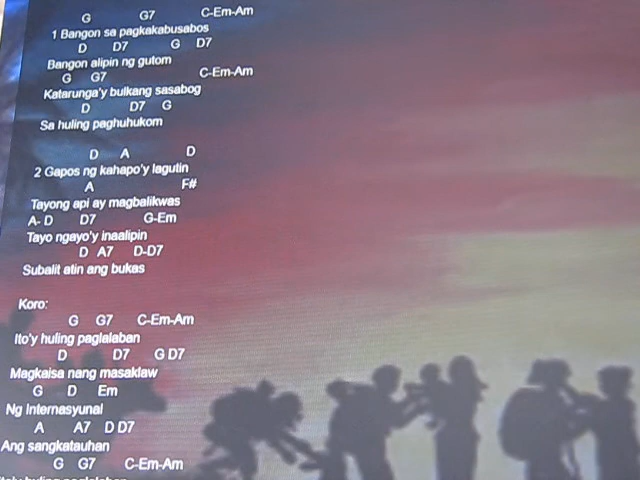 G G7 C-Em-Am
1 Bangon sa pagkakabusabos
D D7 G D7
Bangon alipin ng gutom
G G7 C-Em-Am
Katarunga'y bulkang sasabog
D D7 G
Sa huling paghuhukom
D A D
2 Gapos ng kahapo'y lagutin
A F#
Tayong api ay magbalikwas
A- D D7 G-Em
Tayo ngayo'y inaalipin
D A7 D-D7
Subalit atin ang bukas
Koro:
G G7 C-Em-Am
Ito'y huling paglalaban
D D7 G D7
Magkaisa nang masaklaw
G D Em
Ng Internasyunal
A A7 D D7
Ang sangkatauhan
G G7 C-Em-Am